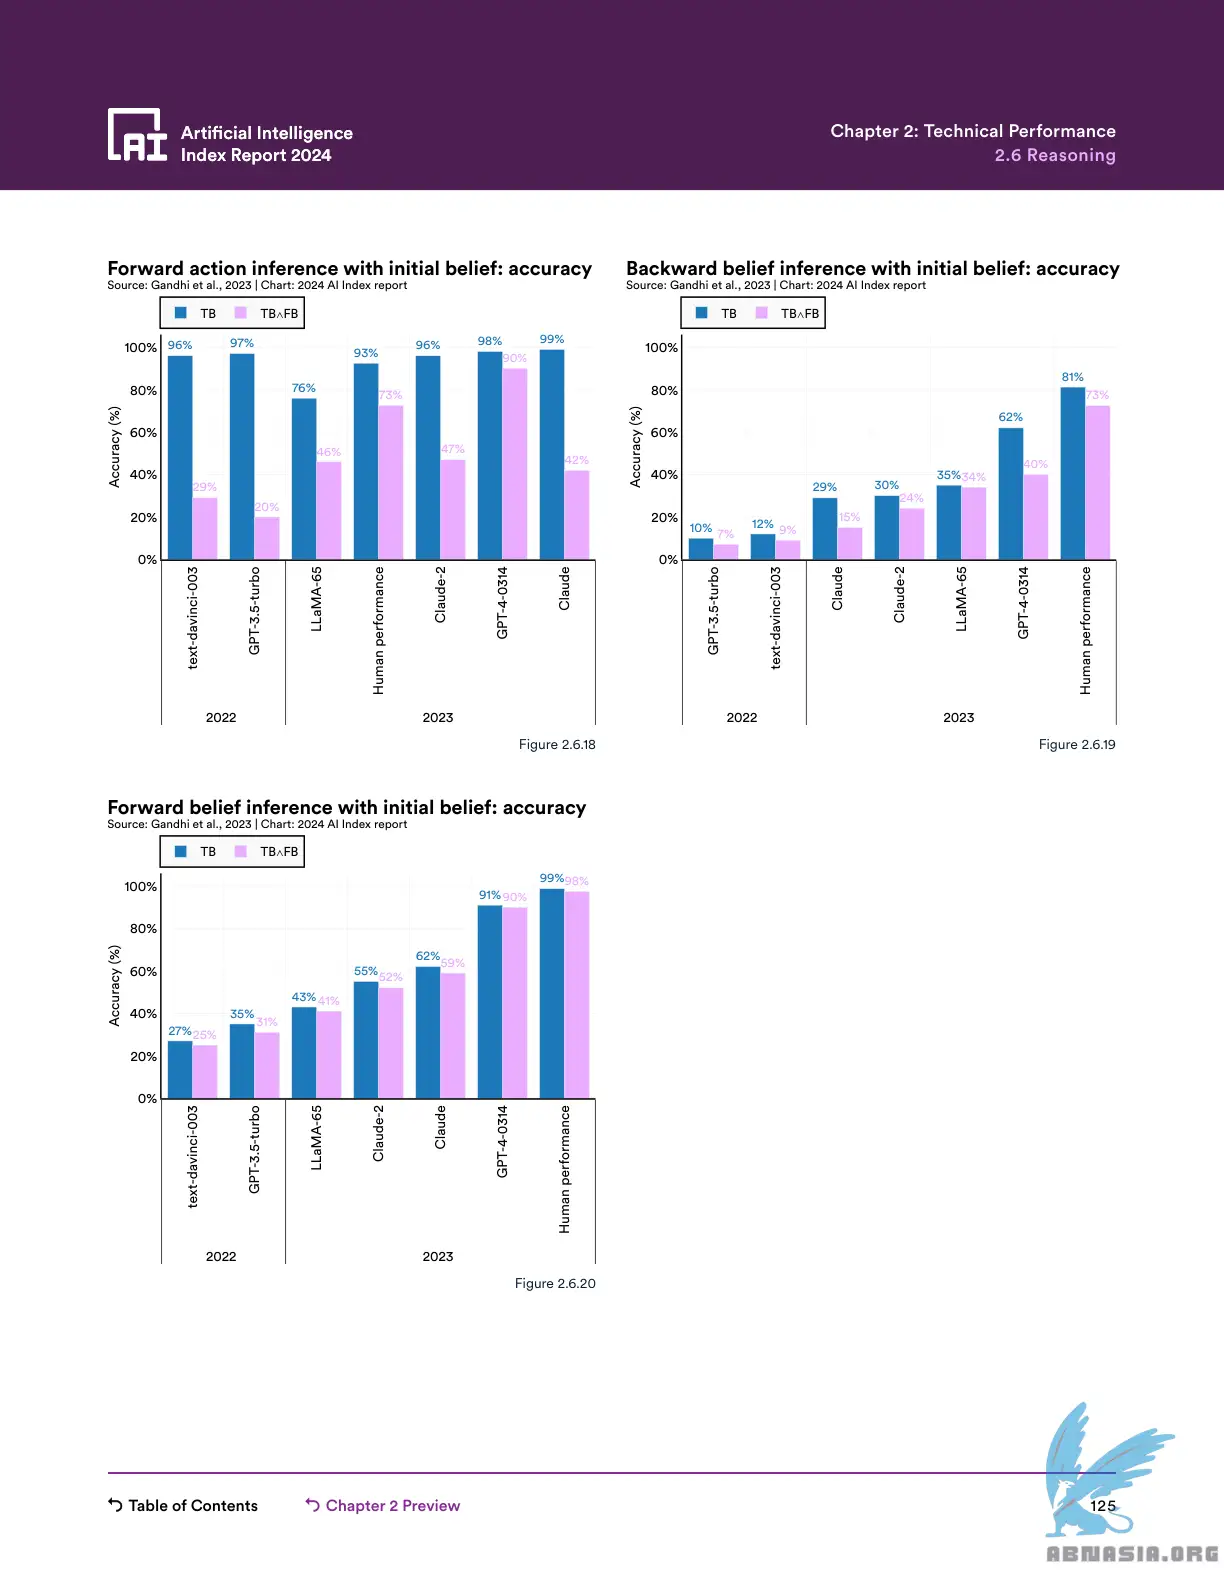 Artificial Intelligence
Index Report 2024
Chapter 2: Technical Performance
2.6 Reasoning
Forward action inference with initial belief: accuracy
Source: Gandhi et al., 2023 | Chart: 2024 AI Index report
TB TB∧FB
Accuracy (%)
100%
80%
60%
40%
20%
0%
96% 29%
97% 20%
76% 46%
93% 73%
96% 47%
98% 90%
99% 42%
text-davinci-003
GPT-3.5-turbo
LLaMA-65
Human performance
Claude-2
GPT-4-0314
Claude
2022 2023
Figure 2.6.18
Backward belief inference with initial belief: accuracy
Source: Gandhi et al., 2023 | Chart: 2024 AI Index report
TB TB∧FB
Accuracy (%)
100%
80%
60%
40%
20%
0%
10% 7%
12% 9%
29% 15%
30% 24%
35% 34%
62% 40%
81% 73%
GPT-3.5-turbo
text-davinci-003
Claude
Claude-2
LLaMA-65
GPT-4-0314
Human performance
2022 2023
Figure 2.6.19
Forward belief inference with initial belief: accuracy
Source: Gandhi et al., 2023 | Chart: 2024 AI Index report
TB TB∧FB
Accuracy (%)
100%
80%
60%
40%
20%
0%
27% 25%
35% 31%
43% 41%
55% 52%
62% 59%
91% 90%
99% 98%
text-davinci-003
GPT-3.5-turbo
LLaMA-65
Claude-2
Claude
GPT-4-0314
Human performance
2022 2023
Figure 2.6.20
Table of Contents
Chapter 2 Preview
125
ABNASIA.ORG